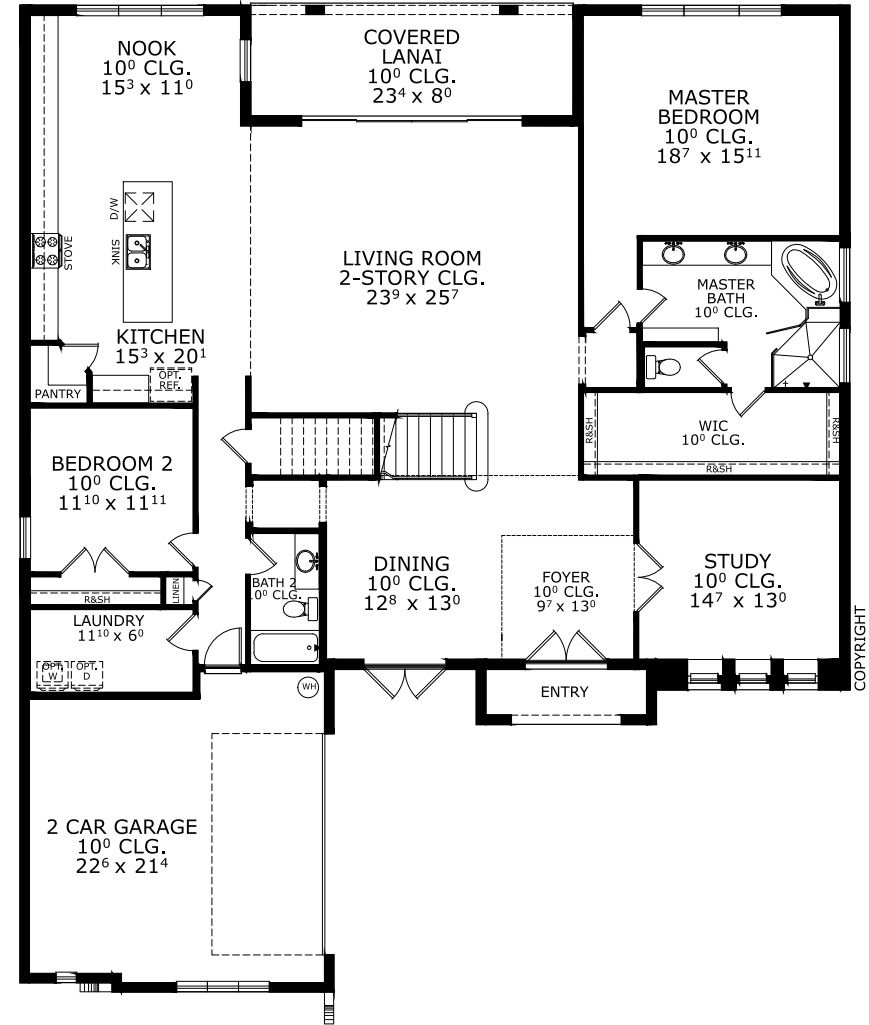 NOOK
10⁰ CLG.
15³ x 11⁰
COVERED
LANAI
10⁰ CLG.
23⁴ x 8⁰
MASTER
BEDROOM
10⁰ CLG.
18⁷ x 15¹¹
D/W
SINK
STOVE
LIVING ROOM
2-STORY CLG.
23⁹ x 25⁷
MASTER
BATH
10⁰ CLG.
KITCHEN
15³ x 20¹
OPT.
REF.
PANTRY
WIC
10⁰ CLG.
R&SH
R&SH
R&SH
BEDROOM 2
10⁰ CLG.
11¹⁰ x 11¹¹
R&SH
LINEN
DINING
10⁰ CLG.
12⁸ x 13⁰
FOYER
10⁰ CLG.
9⁷ x 13⁰
STUDY
10⁰ CLG.
14⁷ x 13⁰
BATH 2
10⁰ CLG.
LAUNDRY
11¹⁰ x 6⁰
OPT.
W
OPT.
D
WH
ENTRY
COPYRIGHT
2 CAR GARAGE
10⁰ CLG.
22⁶ x 21⁴